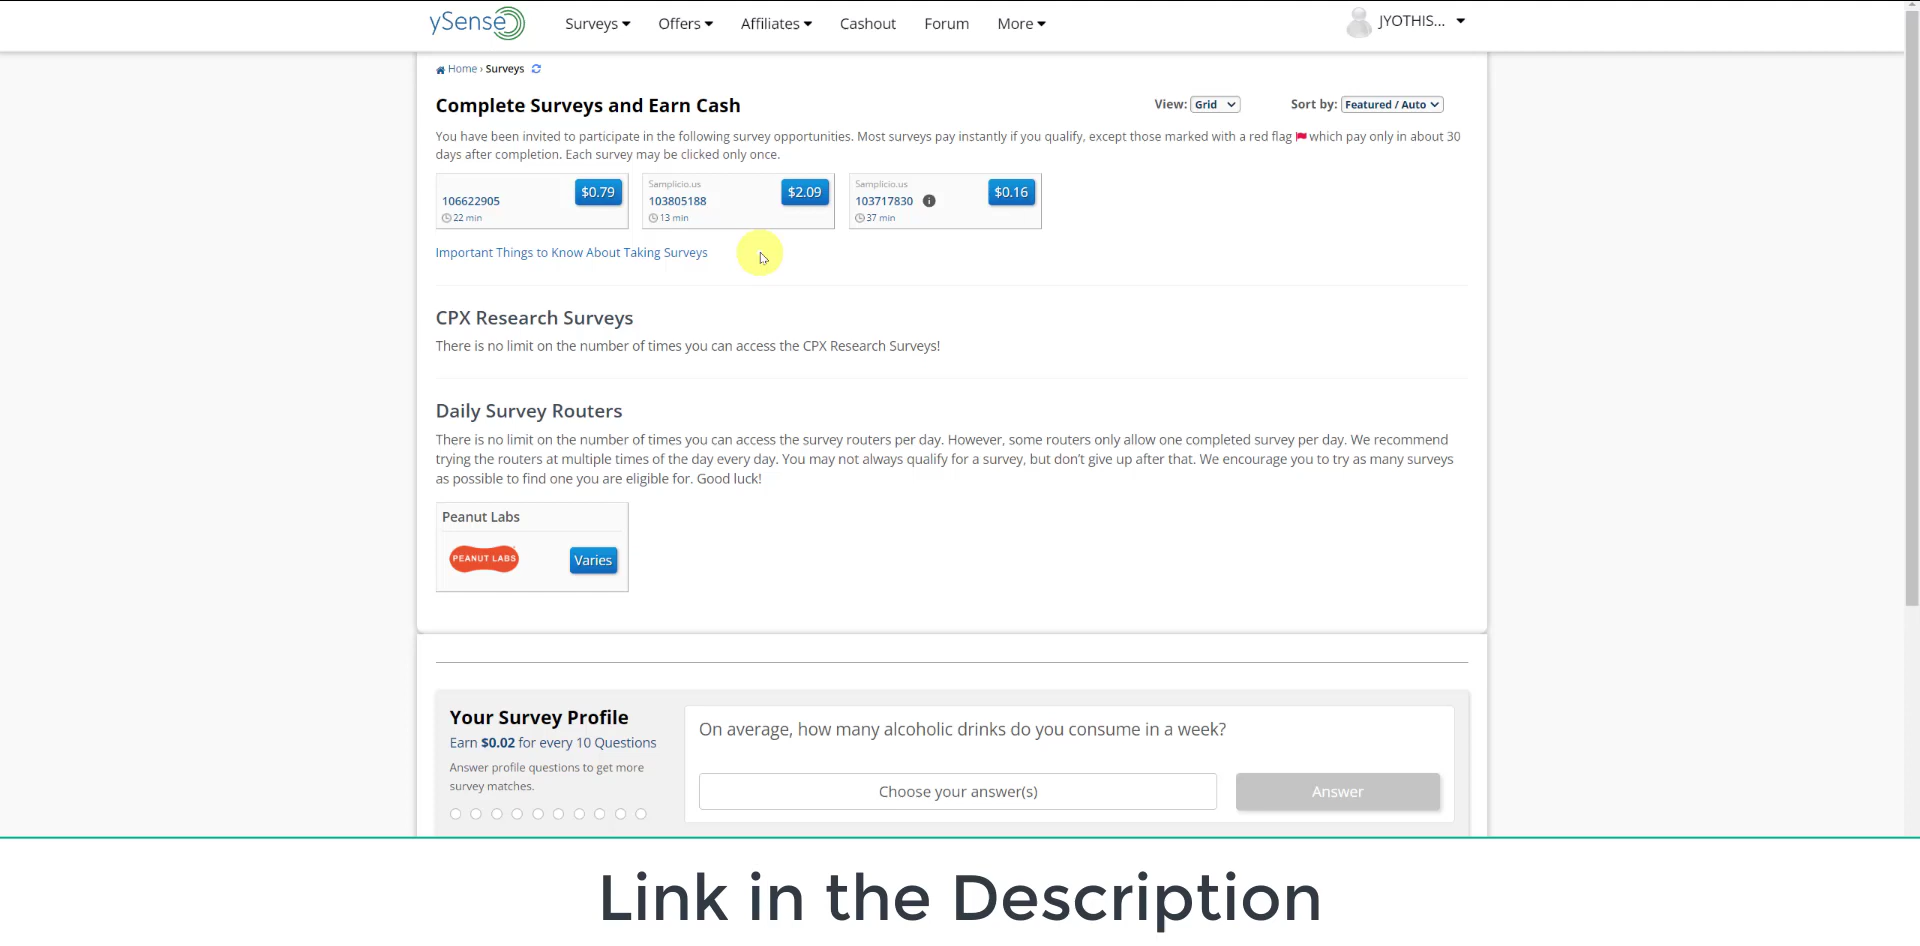 ySense
Surveys Offers Affiliates Cashout Forum More JYOTHIS...
Home › Surveys
Complete Surveys and Earn Cash View: Grid Sort by: Featured / Auto
You have been invited to participate in the following survey opportunities. Most surveys pay instantly if you qualify, except those marked with a red flag which pay only in about 30
days after completion. Each survey may be clicked only once.
106622905 $0.79
22 min
Samplicio.us
103805188 $2.09
13 min
Samplicio.us
103717830 $0.16
37 min
Important Things to Know About Taking Surveys
CPX Research Surveys
There is no limit on the number of times you can access the CPX Research Surveys!
Daily Survey Routers
There is no limit on the number of times you can access the survey routers per day. However, some routers only allow one completed survey per day. We recommend
trying the routers at multiple times of the day every day. You may not always qualify for a survey, but don't give up after that. We encourage you to try as many surveys
as possible to find one you are eligible for. Good luck!
Peanut Labs
PEANUT LABS Varies
Your Survey Profile
Earn $0.02 for every 10 Questions
Answer profile questions to get more
survey matches.
On average, how many alcoholic drinks do you consume in a week?
Choose your answer(s) Answer
Link in the Description